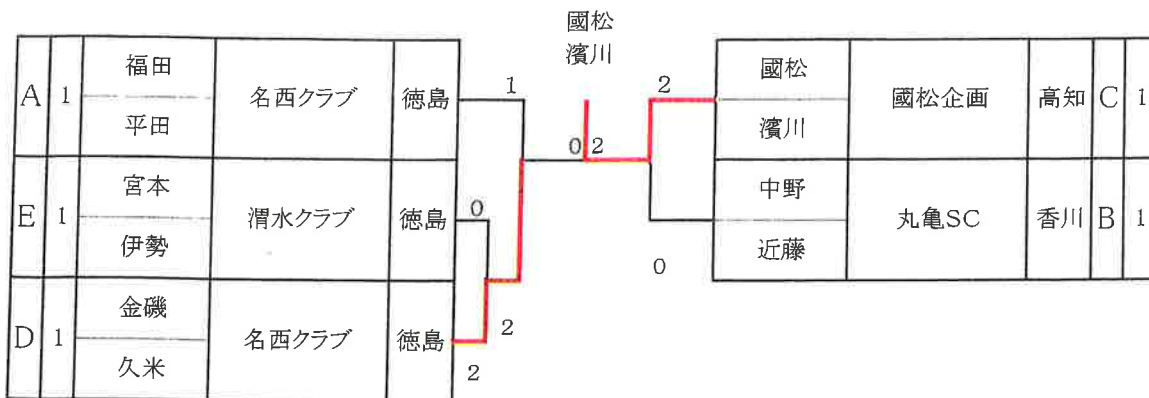 國松
濱川
A 1 福田 平田 名西クラブ 徳島
E 1 宮本 伊勢 渭水クラブ 徳島
D 1 金磯 久米 名西クラブ 徳島
1
0
2
2
0 2
2
0
國松 濱川 國松企画 高知 C 1
中野 近藤 丸亀SC 香川 B 1